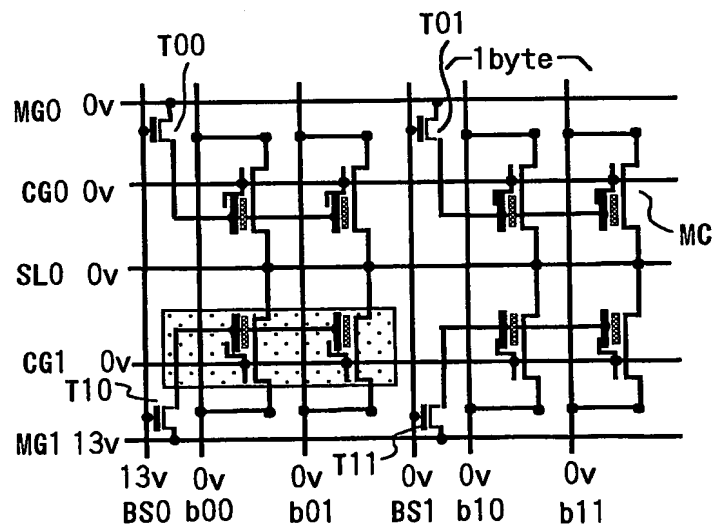 T00
T01
1byte
MG0 0v
CG0 0v
MC
SL0 0v
CG1 0v
T10
MG1 13v
T11
13v 0v 0v 0v 0v 0v
BS0 b00 b01 BS1 b10 b11